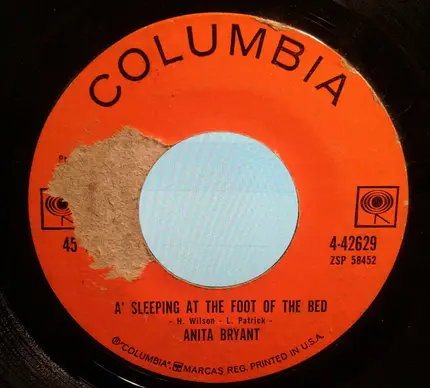 COLUMBIA
45
4-42629
ZSP 58452
A' SLEEPING AT THE FOOT OF THE BED
- H. Wilson - L. Patrick -
ANITA BRYANT
℗"COLUMBIA", MARCAS REG. PRINTED IN U.S.A.